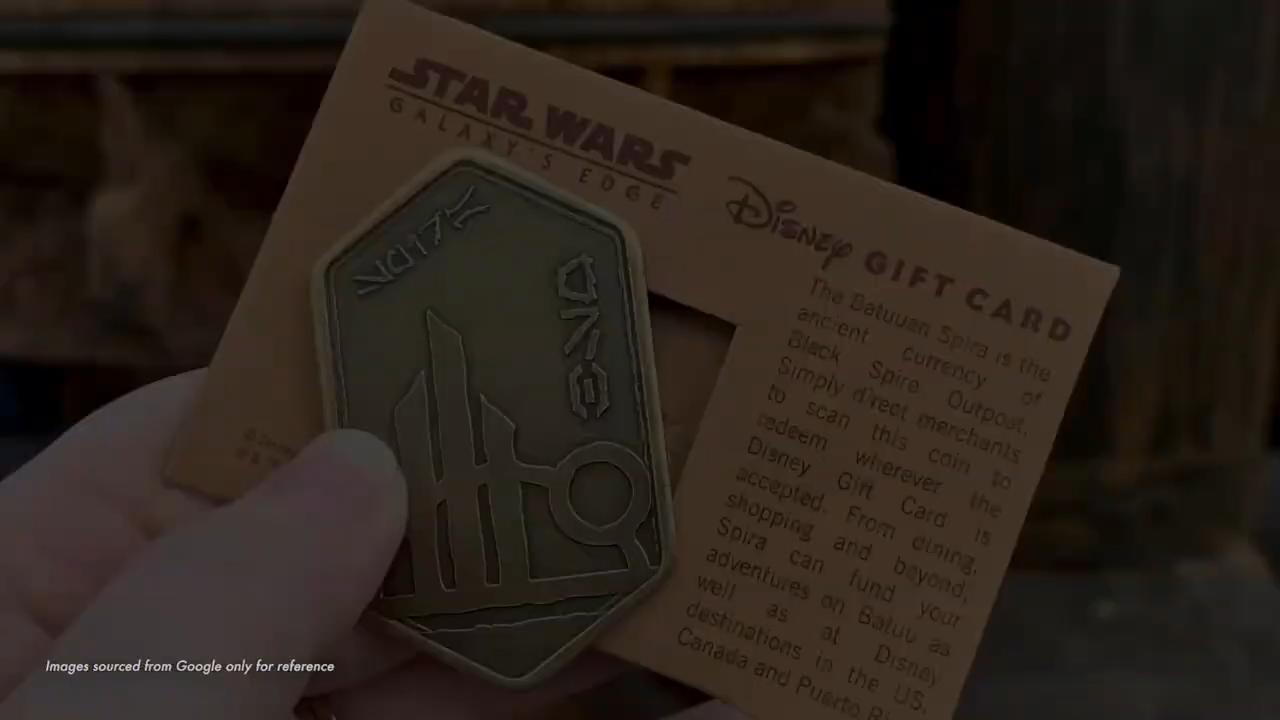 STAR WARS
GALAXY'S EDGE
Disney GIFT CARD
The Batuuan Spira is the
ancient currency of
Black Spire Outpost.
Simply direct merchants
to scan this coin to
redeem wherever the
Disney Gift Card is
accepted. From dining,
shopping and beyond,
Spira can fund your
adventures on Batuu as
well as at Disney
destinations in the US,
Canada and Puerto
Images sourced from Google only for reference